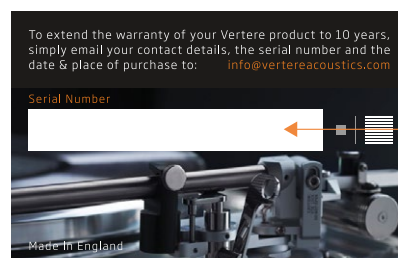 To extend the warranty of your Vertere product to 10 years,
simply email your contact details, the serial number and the
date & place of purchase to: info@vertereacoustics.com
Serial Number
Made in England